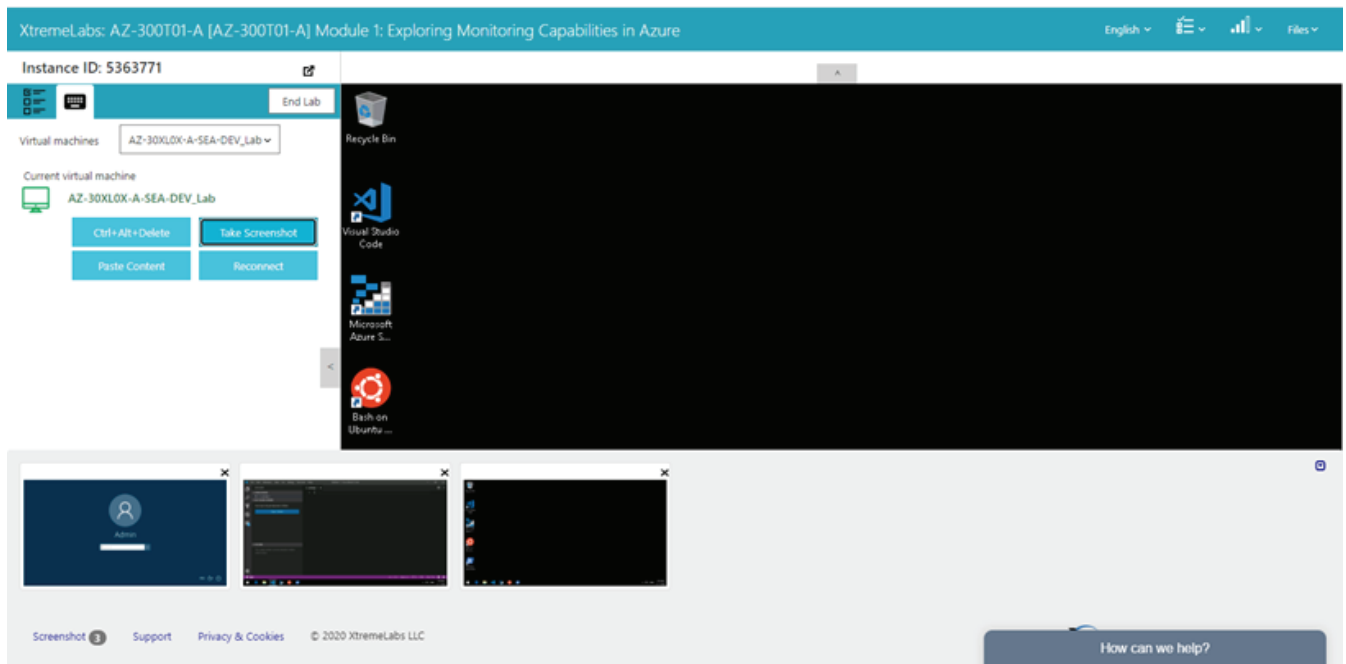 XtremeLabs: AZ-300T01-A [AZ-300T01-A] Module 1: Exploring Monitoring Capabilities in Azure
English
Files
Instance ID: 5363771
End Lab
Virtual machines
AZ-30XL0X-A-SEA-DEV_Lab
Current virtual machine
AZ-30XL0X-A-SEA-DEV_Lab
Ctrl+Alt+Delete
Take Screenshot
Paste Content
Reconnect
Recycle Bin
Visual Studio
Code
Microsoft
Azure S...
Bash on
Ubuntu ...
Admin
Screenshot 3
Support
Privacy & Cookies
© 2020 XtremeLabs LLC
How can we help?